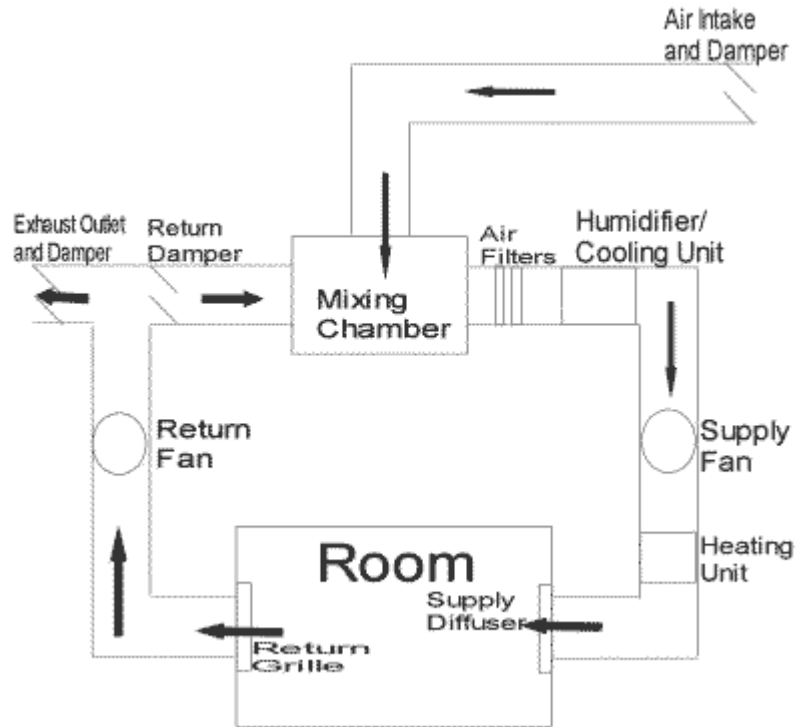 Air Intake
and Damper
Exhaust Outlet
and Damper
Return
Damper
Air
Filters
Humidifier/
Cooling Unit
Mixing
Chamber
Return
Fan
Supply
Fan
Room
Heating
Unit
Supply
Diffuser
Return
Grille